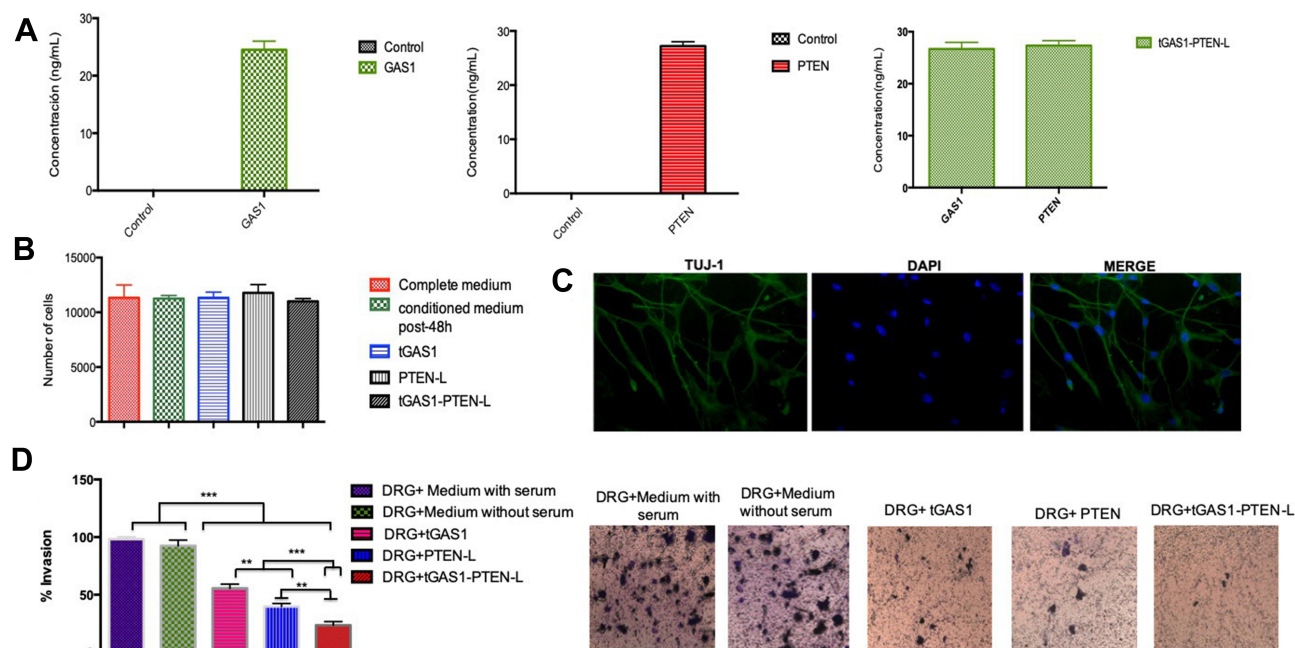 A
30
20
10
0
Concentración (ng/mL)
Control
GAS1
Control
GAS1
30
20
10
0
Concentration(ng/mL)
Control
PTEN
Control
PTEN
30
20
10
0
Concentration(ng/mL)
GAS1
PTEN
tGAS1-PTEN-L
B
15000
10000
5000
0
Number of cells
Complete medium
conditioned medium
post-48h
tGAS1
PTEN-L
tGAS1-PTEN-L
C
TUJ-1
DAPI
MERGE
D
150
100
50
% Invasion
***
**
***
**
DRG+ Medium with serum
DRG+Medium without serum
DRG+tGAS1
DRG+PTEN-L
DRG+tGAS1-PTEN-L
DRG+Medium with
serum
DRG+Medium
without serum
DRG+ tGAS1
DRG+ PTEN
DRG+tGAS1-PTEN-L